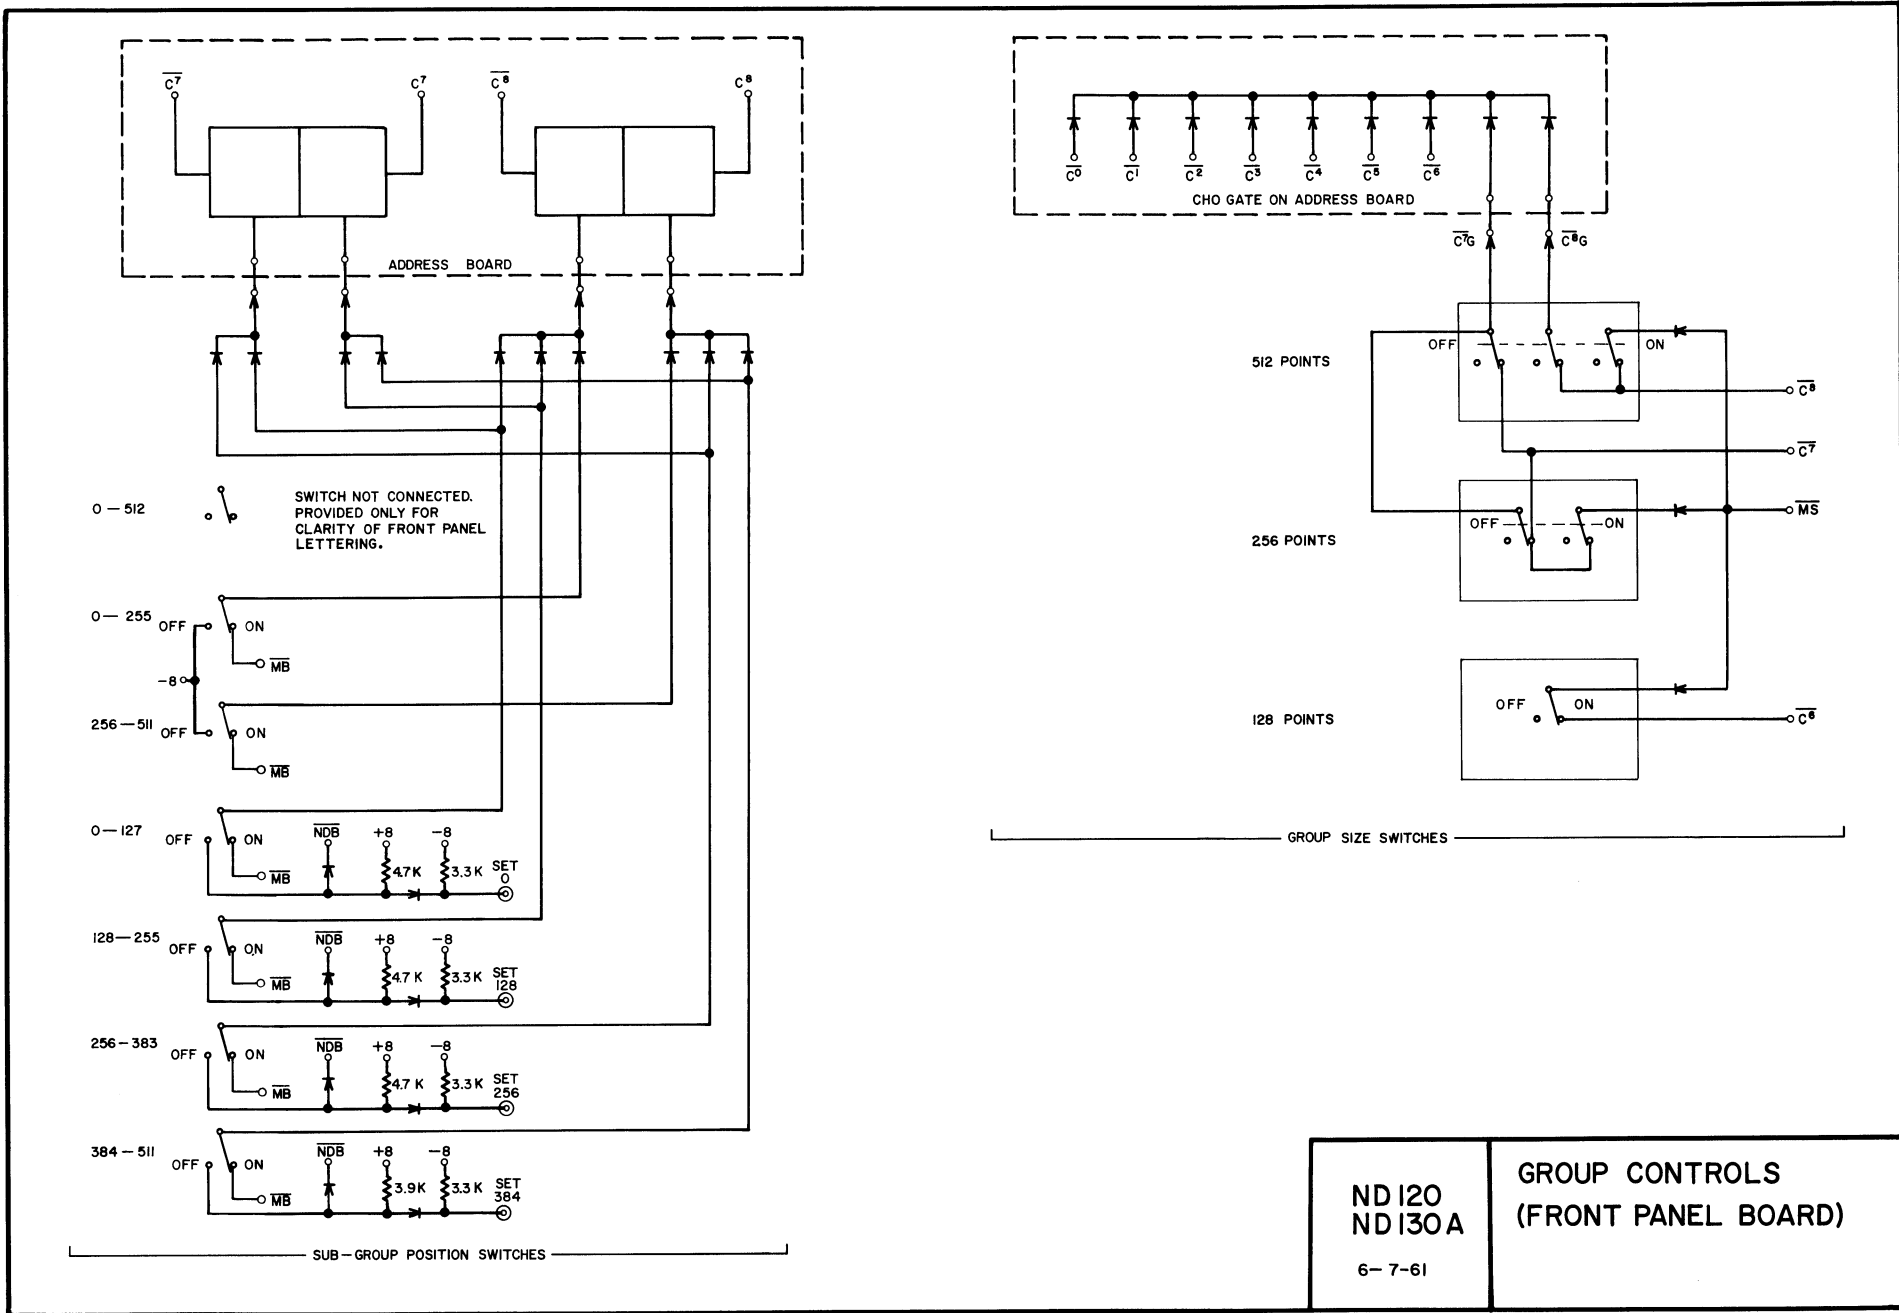 C̅⁷ C⁷ C̅⁸ C⁸
ADDRESS BOARD
0 — 512
SWITCH NOT CONNECTED.
PROVIDED ONLY FOR
CLARITY OF FRONT PANEL
LETTERING.
0 — 255
OFF ON
M̅B̅
-8
256 — 511
OFF ON
M̅B̅
0 — 127
OFF ON
M̅B̅
N̅D̅B̅ +8 −8
4.7 K 3.3 K SET
0
128 — 255
OFF ON
M̅B̅
N̅D̅B̅ +8 −8
4.7 K 3.3 K SET
128
256 — 383
OFF ON
M̅B̅
N̅D̅B̅ +8 −8
4.7 K 3.3 K SET
256
384 — 511
OFF ON
M̅B̅
N̅D̅B̅ +8 −8
3.9K 3.3 K SET
384
SUB-GROUP POSITION SWITCHES
C̅⁰ C̅¹ C̅² C̅³ C̅⁴ C̅⁵ C̅⁶
CHO GATE ON ADDRESS BOARD
C̅⁷G C̅⁸G
512 POINTS
OFF ON
C̅⁸
C̅⁷
256 POINTS
OFF ON
M̅S̅
128 POINTS
OFF ON
C̅⁶
GROUP SIZE SWITCHES
ND 120
ND 130 A
6-7-61
GROUP CONTROLS
(FRONT PANEL BOARD)